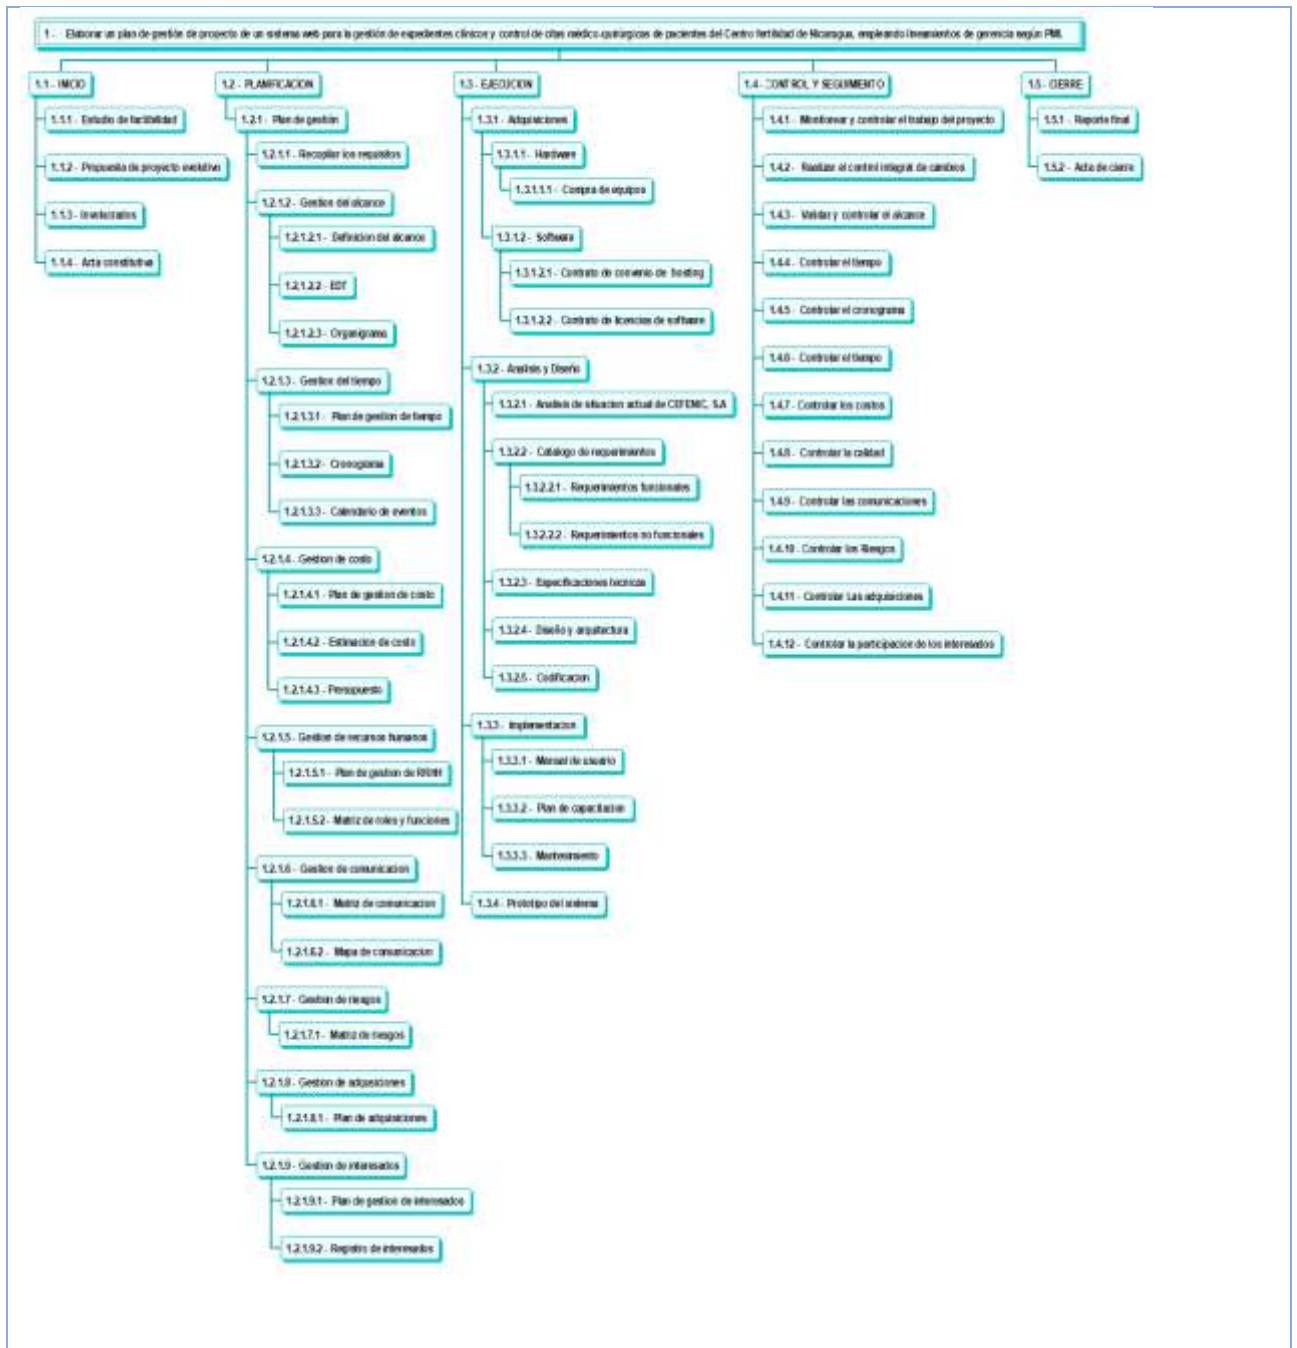 1 - Elaborar un plan de gestión de proyecto de un sistema web para la gestión de expedientes clínicos y control de citas médico-quirúrgicas de pacientes del Centro fertilidad de Nicaragua, empleando lineamientos de gerencia según PMI.
1.1 - INICIO
1.1.1 - Estudio de factibilidad
1.1.2 - Propuesta de proyecto evolutivo
1.1.3 - Involucrados
1.1.4 - Acta constitutiva
1.2 - PLANIFICACION
1.2.1 - Plan de gestión
1.2.1.1 - Recopilar los requisitos
1.2.1.2 - Gestion del alcance
1.2.1.2.1 - Definicion del alcance
1.2.1.2.2 - EDT
1.2.1.2.3 - Organigrama
1.2.1.3 - Gestion del tiempo
1.2.1.3.1 - Plan de gestion de tiempo
1.2.1.3.2 - Cronograma
1.2.1.3.3 - Calendario de eventos
1.2.1.4 - Gestion de costo
1.2.1.4.1 - Plan de gestion de costo
1.2.1.4.2 - Estimacion de costo
1.2.1.4.3 - Presupuesto
1.2.1.5 - Gestion de recursos humanos
1.2.1.5.1 - Plan de gestion de RRHH
1.2.1.5.2 - Matriz de roles y funciones
1.2.1.6 - Gestion de comunicacion
1.2.1.6.1 - Matriz de comunicacion
1.2.1.6.2 - Mapa de comunicacion
1.2.1.7 - Gestion de riesgos
1.2.1.7.1 - Matriz de riesgos
1.2.1.8 - Gestion de adquisiciones
1.2.1.8.1 - Plan de adquisiciones
1.2.1.9 - Gestion de interesados
1.2.1.9.1 - Plan de gestion de interesados
1.2.1.9.2 - Registro de interesados
1.3 - EJECUCION
1.3.1 - Adquisiciones
1.3.1.1 - Hardware
1.3.1.1.1 - Compra de equipos
1.3.1.2 - Software
1.3.1.2.1 - Contrato de convenio de hosting
1.3.1.2.2 - Contrato de licencias de software
1.3.2 - Analisis y Diseño
1.3.2.1 - Analisis de situacion actual de CEFENIC, S.A
1.3.2.2 - Catalogo de requerimientos
1.3.2.2.1 - Requerimientos funcionales
1.3.2.2.2 - Requerimientos no funcionales
1.3.2.3 - Especificaciones tecnicas
1.3.2.4 - Diseño y arquitectura
1.3.2.5 - Codificacion
1.3.3 - Implementacion
1.3.3.1 - Manual de usuario
1.3.3.2 - Plan de capacitacion
1.3.3.3 - Mantenimiento
1.3.4 - Prototipo del sistema
1.4 - CONTROL Y SEGUIMIENTO
1.4.1 - Monitorear y controlar el trabajo del proyecto
1.4.2 - Realizar el control integral de cambios
1.4.3 - Validar y controlar el alcance
1.4.4 - Controlar el tiempo
1.4.5 - Controlar el cronograma
1.4.6 - Controlar el tiempo
1.4.7 - Controlar los costos
1.4.8 - Controlar la calidad
1.4.9 - Controlar las comunicaciones
1.4.10 - Controlar los Riesgos
1.4.11 - Controlar Las adquisiciones
1.4.12 - Controlar la participacion de los interesados
1.5 - CIERRE
1.5.1 - Reporte final
1.5.2 - Acta de cierre